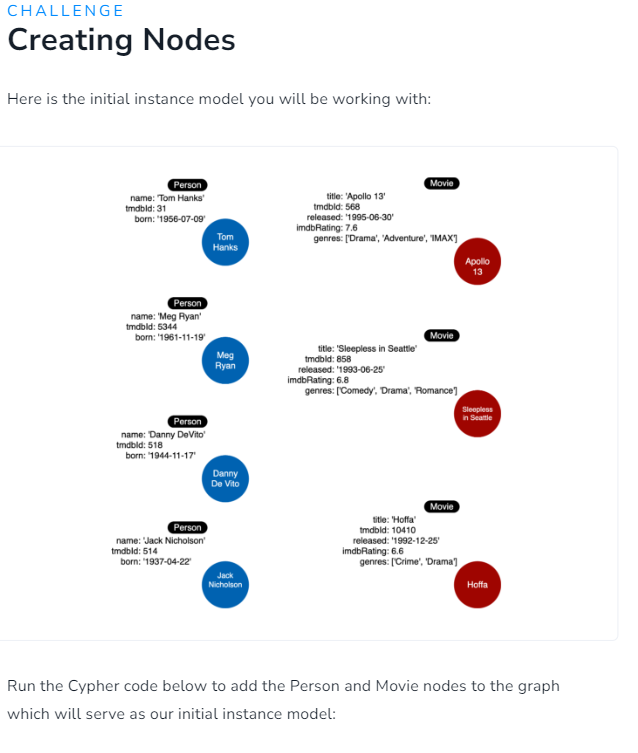 CHALLENGE
Creating Nodes
Here is the initial instance model you will be working with:
Person
name: 'Tom Hanks'
tmdbId: 31
born: '1956-07-09'
Tom
Hanks
Movie
title: 'Apollo 13'
tmdbId: 568
released: '1995-06-30'
imdbRating: 7.6
genres: ['Drama', 'Adventure', 'IMAX']
Apollo
13
Person
name: 'Meg Ryan'
tmdbId: 5344
born: '1961-11-19'
Meg
Ryan
Movie
title: 'Sleepless in Seattle'
tmdbId: 858
released: '1993-06-25'
imdbRating: 6.8
genres: ['Comedy', 'Drama', 'Romance']
Sleepless
in Seattle
Person
name: 'Danny DeVito'
tmdbId: 518
born: '1944-11-17'
Danny
De Vito
Movie
title: 'Hoffa'
tmdbId: 10410
released: '1992-12-25'
imdbRating: 6.6
genres: ['Crime', 'Drama']
Hoffa
Person
name: 'Jack Nicholson'
tmdbId: 514
born: '1937-04-22'
Jack
Nicholson
Run the Cypher code below to add the Person and Movie nodes to the graph
which will serve as our initial instance model: